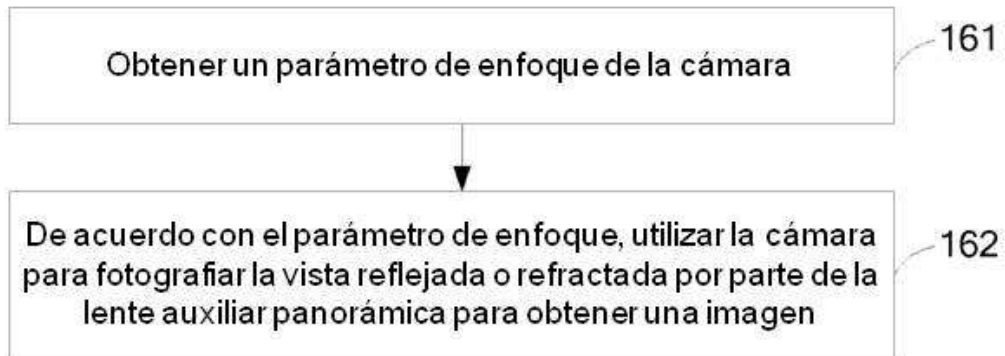 Obtener un parámetro de enfoque de la cámara
161
De acuerdo con el parámetro de enfoque, utilizar la cámara
para fotografiar la vista reflejada o refractada por parte de la
lente auxiliar panorámica para obtener una imagen
162